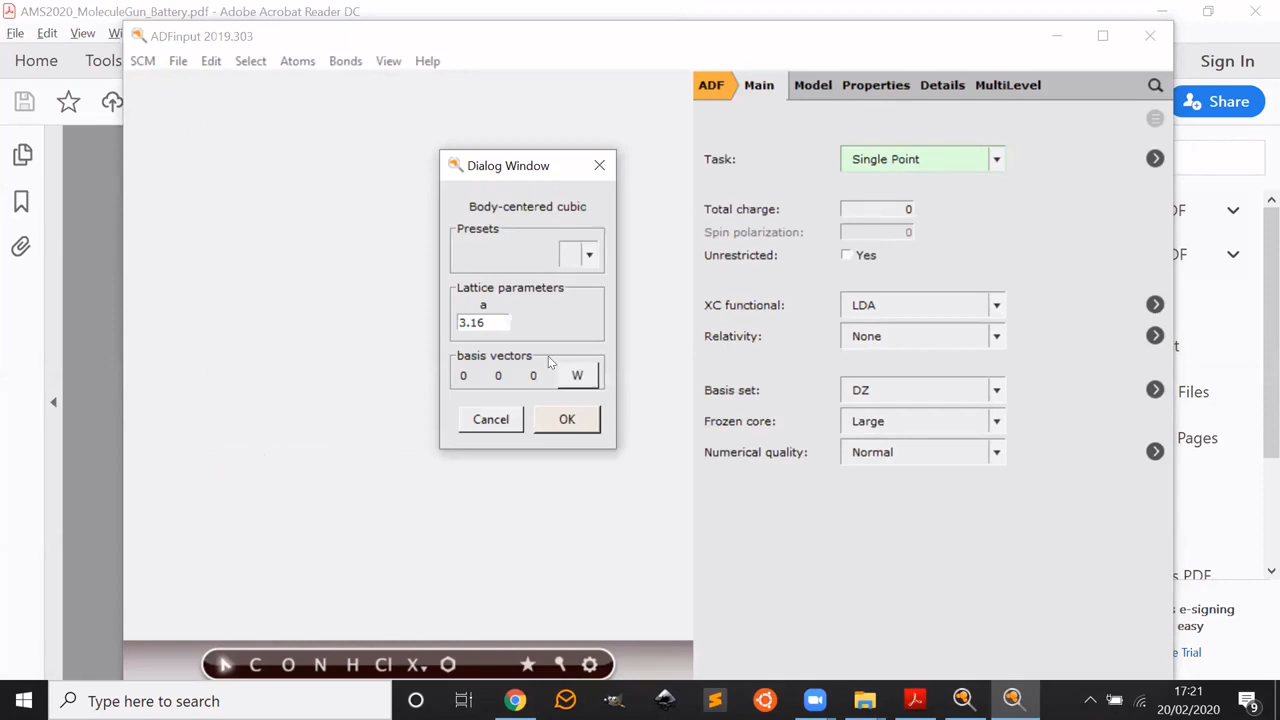 AMS2020_MoleculeGun_Battery.pdf - Adobe Acrobat Reader DC
File Edit View
Home Tools
Sign In
Share
ADFinput 2019.303
SCM File Edit Select Atoms Bonds View Help
ADF Main Model Properties Details MultiLevel
Task: Single Point
Total charge: 0
Spin polarization: 0
Unrestricted: Yes
XC functional: LDA
Relativity: None
Basis set: DZ
Frozen core: Large
Numerical quality: Normal
Dialog Window
Body-centered cubic
Presets
Lattice parameters
a
3.16
basis vectors
0 0 0 W
Cancel OK
C O N H Cl X
Files
Pages
s PDF
s e-signing
easy
e Trial
Type here to search
17:21
20/02/2020
9